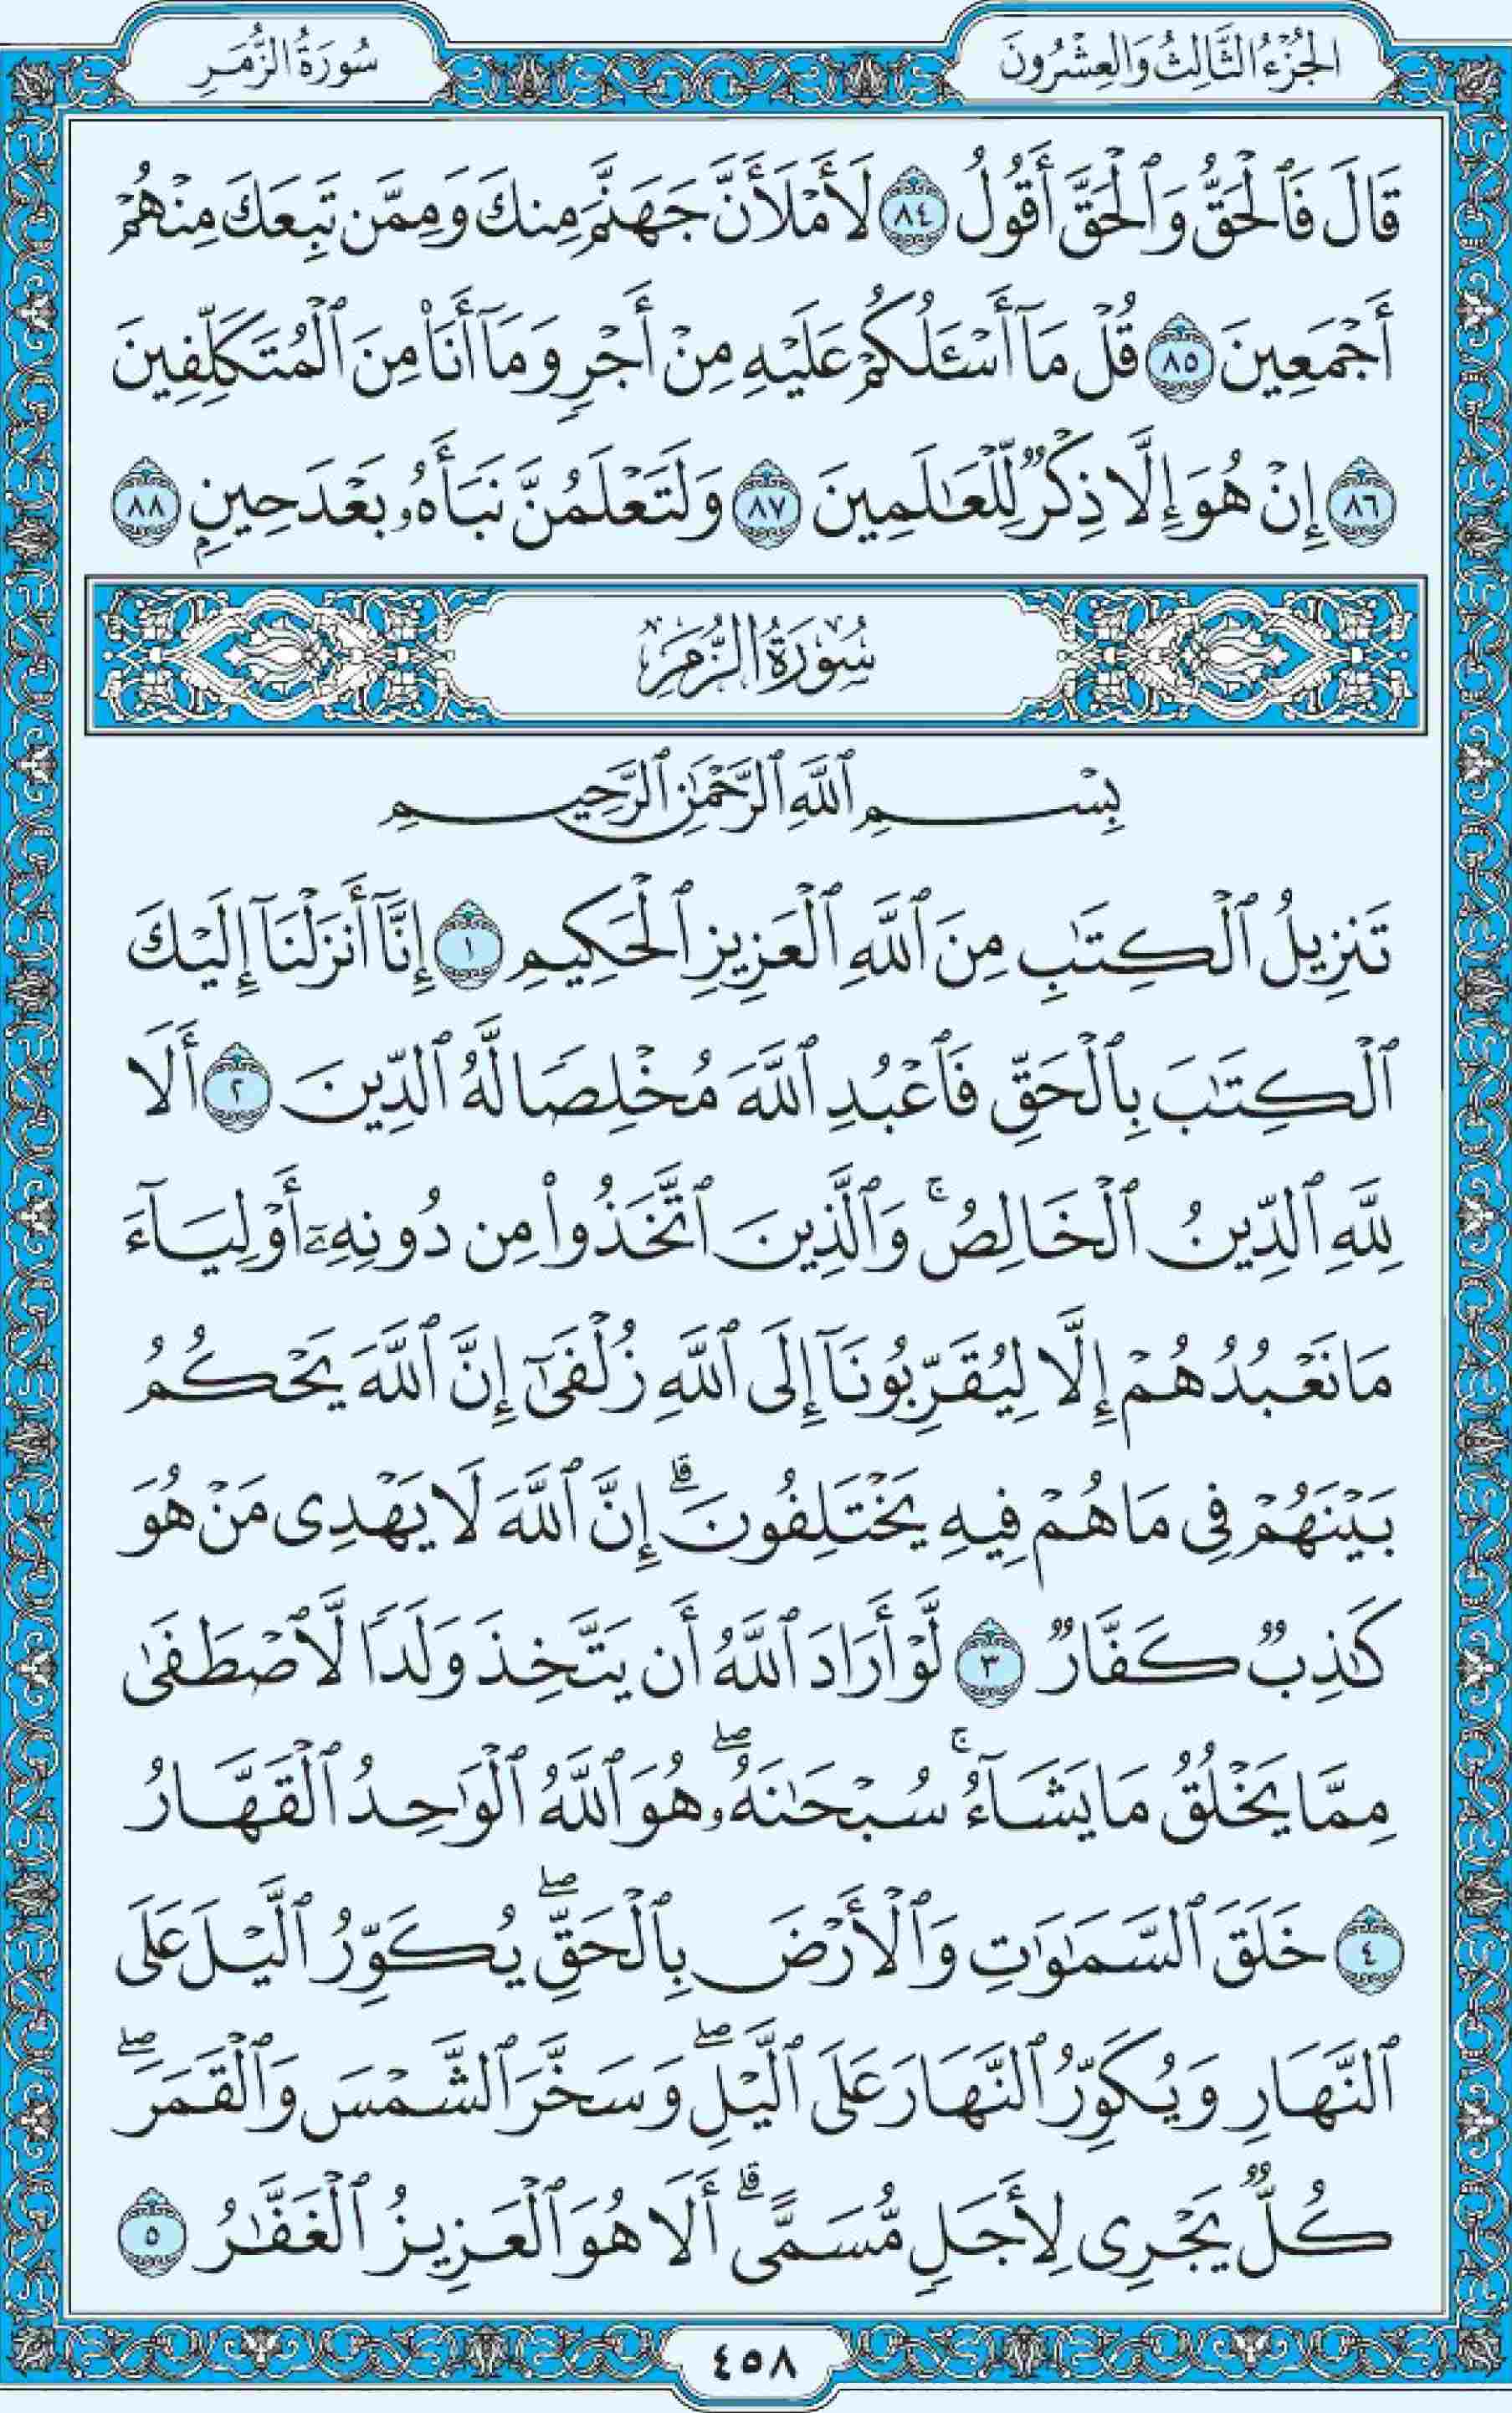 الجُزْءُ الثَّالِثُ وَالعِشْرُونَ
سُورَةُ الزُّمَرِ
قَالَ فَٱلْحَقُّ وَٱلْحَقَّ أَقُولُ ٨٤ لَأَمْلَأَنَّ جَهَنَّمَ مِنكَ وَمِمَّن تَبِعَكَ مِنْهُمْ
أَجْمَعِينَ ٨٥ قُلْ مَآ أَسْـَٔلُكُمْ عَلَيْهِ مِنْ أَجْرٍ وَمَآ أَنَا۠ مِنَ ٱلْمُتَكَلِّفِينَ
٨٦ إِنْ هُوَ إِلَّا ذِكْرٌ لِّلْعَـٰلَمِينَ ٨٧ وَلَتَعْلَمُنَّ نَبَأَهُۥ بَعْدَ حِينٍۭ ٨٨
سُورَةُ الزُّمَرِ
بِسْمِ ٱللَّهِ ٱلرَّحْمَـٰنِ ٱلرَّحِيمِ
تَنزِيلُ ٱلْكِتَـٰبِ مِنَ ٱللَّهِ ٱلْعَزِيزِ ٱلْحَكِيمِ ١ إِنَّآ أَنزَلْنَآ إِلَيْكَ
ٱلْكِتَـٰبَ بِٱلْحَقِّ فَٱعْبُدِ ٱللَّهَ مُخْلِصًا لَّهُ ٱلدِّينَ ٢ أَلَا
لِلَّهِ ٱلدِّينُ ٱلْخَالِصُ ۚ وَٱلَّذِينَ ٱتَّخَذُوا۟ مِن دُونِهِۦٓ أَوْلِيَآءَ
مَا نَعْبُدُهُمْ إِلَّا لِيُقَرِّبُونَآ إِلَى ٱللَّهِ زُلْفَىٰٓ إِنَّ ٱللَّهَ يَحْكُمُ
بَيْنَهُمْ فِى مَا هُمْ فِيهِ يَخْتَلِفُونَ ۗ إِنَّ ٱللَّهَ لَا يَهْدِى مَنْ هُوَ
كَـٰذِبٌ كَفَّارٌ ٣ لَّوْ أَرَادَ ٱللَّهُ أَن يَتَّخِذَ وَلَدًا لَّٱصْطَفَىٰ
مِمَّا يَخْلُقُ مَا يَشَآءُ ۚ سُبْحَـٰنَهُۥ ۖ هُوَ ٱللَّهُ ٱلْوَٰحِدُ ٱلْقَهَّارُ
٤ خَلَقَ ٱلسَّمَـٰوَٰتِ وَٱلْأَرْضَ بِٱلْحَقِّ ۖ يُكَوِّرُ ٱلَّيْلَ عَلَى
ٱلنَّهَارِ وَيُكَوِّرُ ٱلنَّهَارَ عَلَى ٱلَّيْلِ ۖ وَسَخَّرَ ٱلشَّمْسَ وَٱلْقَمَرَ ۖ
كُلٌّ يَجْرِى لِأَجَلٍ مُّسَمًّى ۗ أَلَا هُوَ ٱلْعَزِيزُ ٱلْغَفَّـٰرُ ٥
٤٥٨